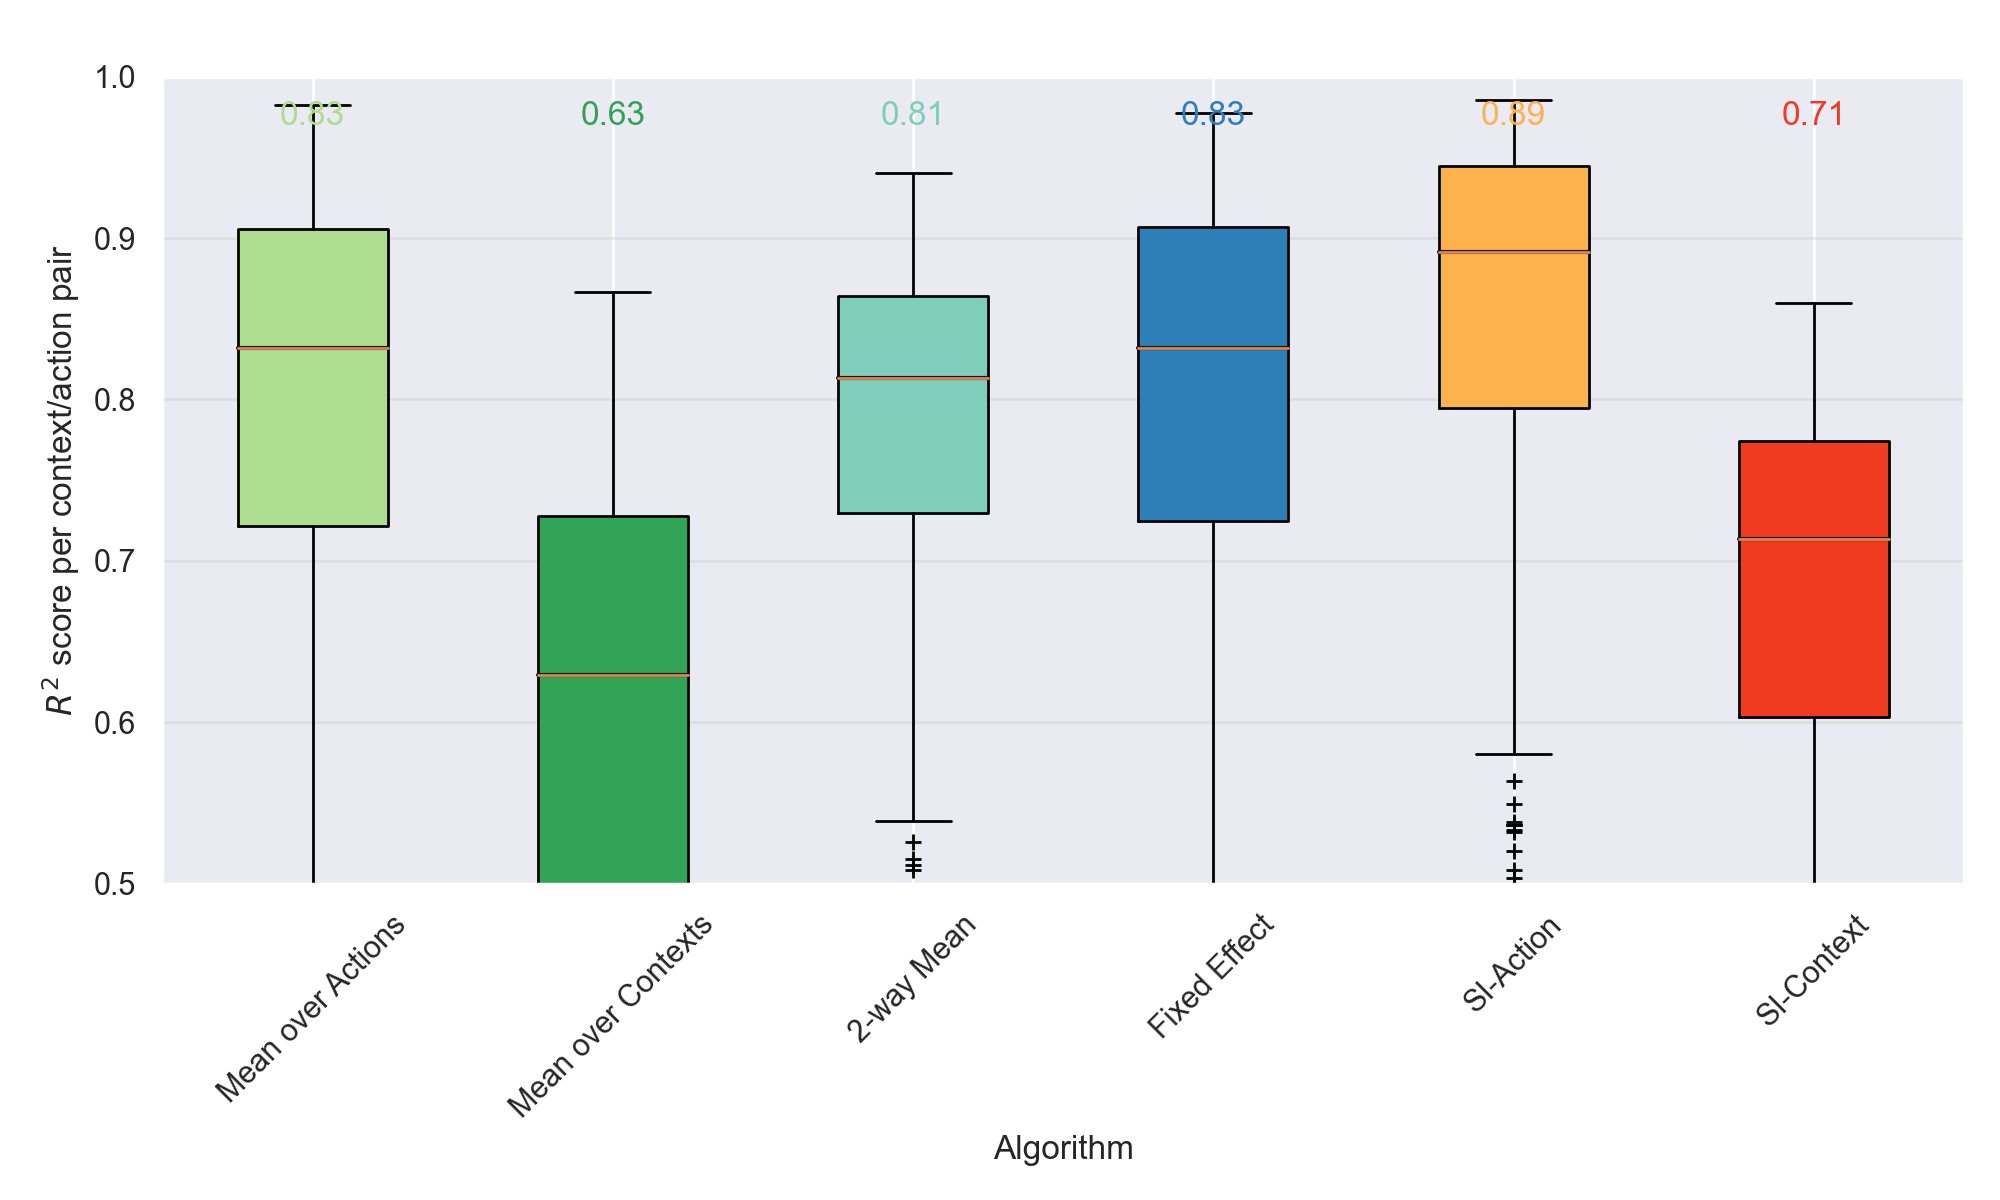 1.0
0.9
0.8
0.7
0.6
0.5
R² score per context/action pair
0.83
0.63
0.81
0.83
0.89
0.71
Mean over Actions
Mean over Contexts
2-way Mean
Fixed Effect
SI-Action
SI-Context
Algorithm